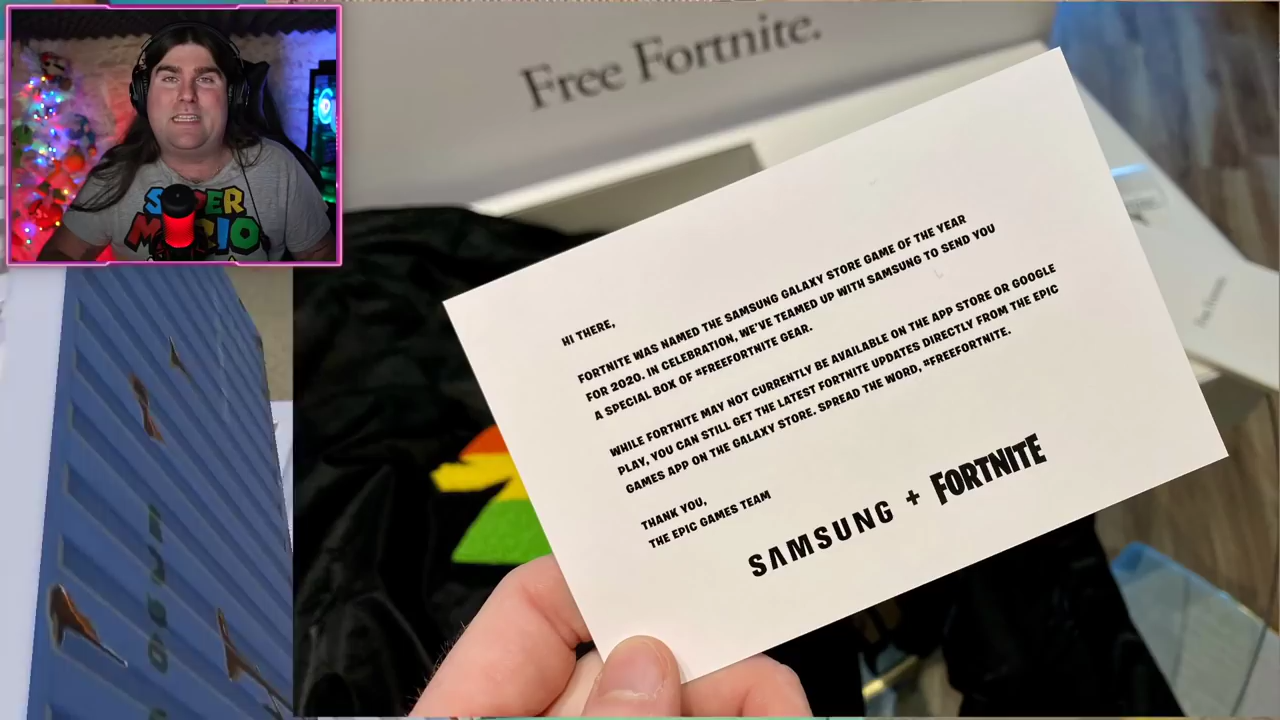 Free Fortnite.
SUPER
MARIO
HI THERE,
FORTNITE WAS NAMED THE SAMSUNG GALAXY STORE GAME OF THE YEAR
FOR 2020. IN CELEBRATION, WE'VE TEAMED UP WITH SAMSUNG TO SEND YOU
A SPECIAL BOX OF #FREEFORTNITE GEAR.
WHILE FORTNITE MAY NOT CURRENTLY BE AVAILABLE ON THE APP STORE OR GOOGLE
PLAY, YOU CAN STILL GET THE LATEST FORTNITE UPDATES DIRECTLY FROM THE EPIC
GAMES APP ON THE GALAXY STORE. SPREAD THE WORD, #FREEFORTNITE.
THANK YOU,
THE EPIC GAMES TEAM
SAMSUNG + FORTNITE
Free Fortnite.